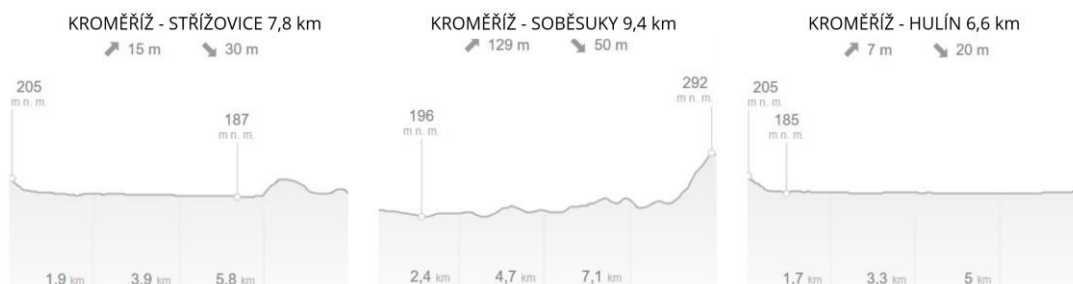 KROMĚŘÍŽ - STŘÍŽOVICE 7,8 km
15 m 30 m
205
m n. m.
187
m n. m.
1,9 km 3,9 km 5,8 km
KROMĚŘÍŽ - SOBĚSUKY 9,4 km
129 m 50 m
292
m n. m.
196
m n. m.
2,4 km 4,7 km 7,1 km
KROMĚŘÍŽ - HULÍN 6,6 km
7 m 20 m
205
m n. m.
185
m n. m.
1,7 km 3,3 km 5 km